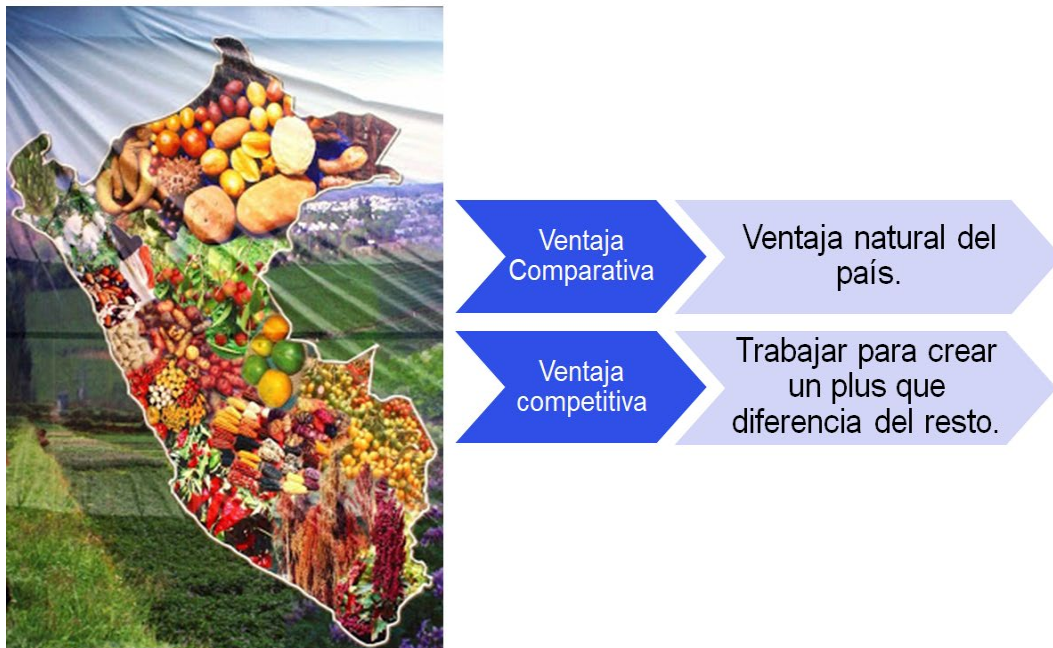 Ventaja
Comparativa
Ventaja natural del
país.
Ventaja
competitiva
Trabajar para crear
un plus que
diferencia del resto.